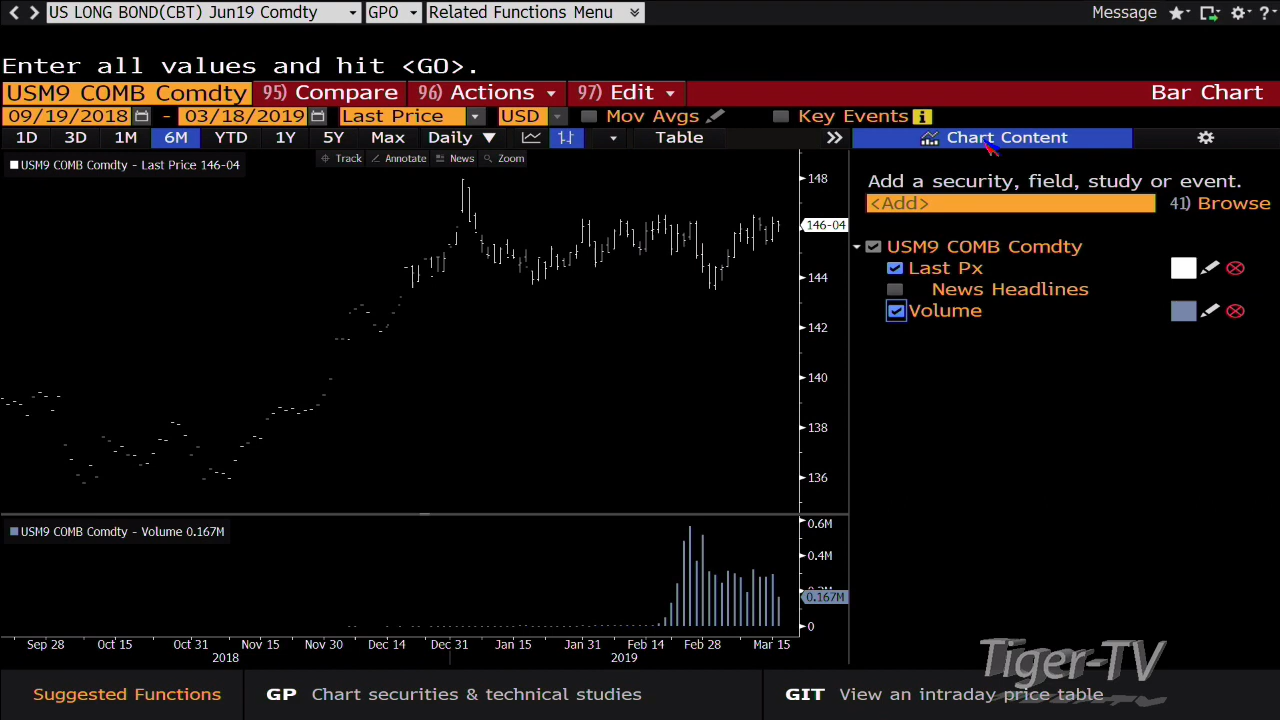 US LONG BOND(CBT) Jun19 Comdty GPO Related Functions Menu Message ?
Enter all values and hit <GO>.
USM9 COMB Comdty 95) Compare 96) Actions 97) Edit Bar Chart
09/19/2018 - 03/18/2019 Last Price USD Mov Avgs Key Events i
1D 3D 1M 6M YTD 1Y 5Y Max Daily Table Chart Content
Track Annotate News Zoom
USM9 COMB Comdty - Last Price 146-04
148
146-04
144
142
140
138
136
Add a security, field, study or event.
<Add> 41) Browse
USM9 COMB Comdty
Last Px
News Headlines
Volume
USM9 COMB Comdty - Volume 0.167M
0.6M
0.4M
0.167M
0
Sep 28 Oct 15 Oct 31 Nov 15 Nov 30 Dec 14 Dec 31 Jan 15 Jan 31 Feb 14 Feb 28 Mar 15
2018 2019
Tiger-TV
Suggested Functions GP Chart securities & technical studies GIT View an intraday price table